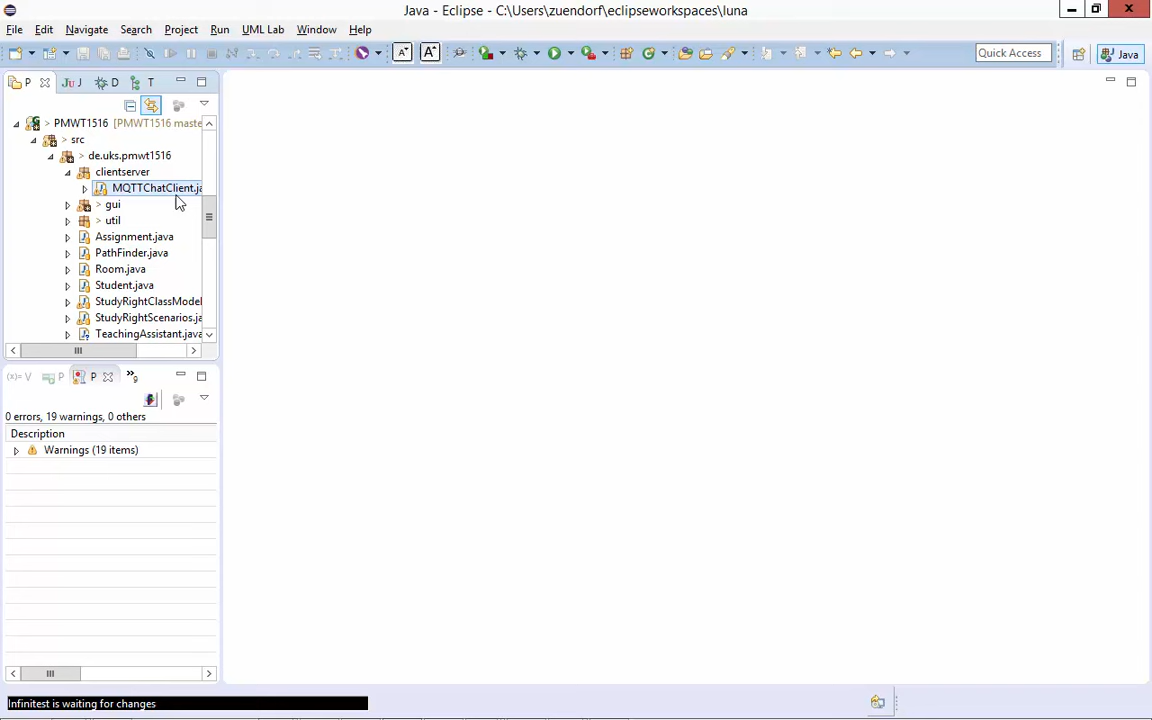 Java - Eclipse - C:\Users\zuendorf\eclipseworkspaces\luna
File Edit Navigate Search Project Run UML Lab Window Help
Quick Access
Java
P
J
D
T
> PMWT1516 [PMWT1516 maste
> src
> de.uks.pmwt1516
clientserver
MQTTChatClient.ja
> gui
> util
Assignment.java
PathFinder.java
Room.java
Student.java
StudyRightClassModel
StudyRightScenarios.ja
TeachingAssistant.java
(x)= V
P
P
»9
0 errors, 19 warnings, 0 others
Description
Warnings (19 items)
Infinitest is waiting for changes